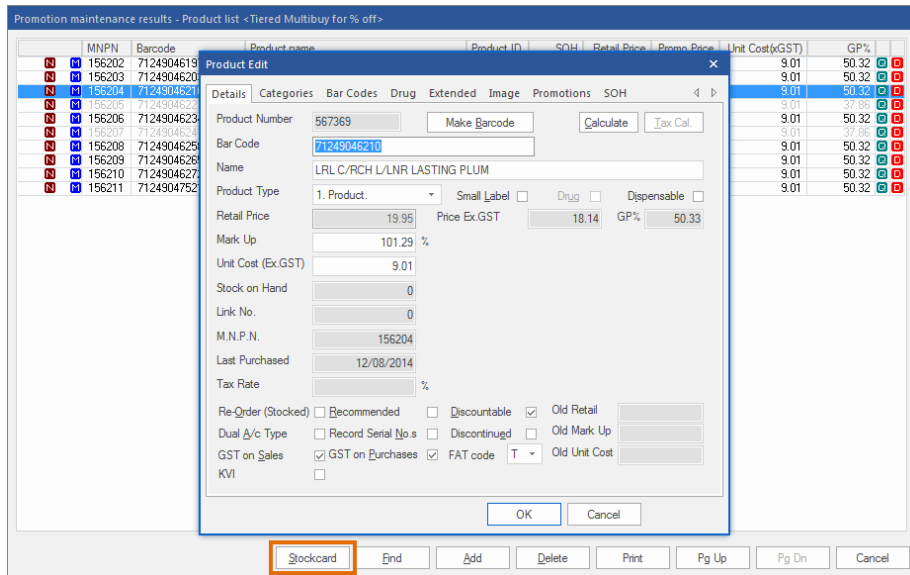 Promotion maintenance results - Product list <Tiered Multibuy for % off>
MNPN Barcode Product name Product ID SOH Retail Price Promo Price Unit Cost(xGST) GP%
N M 156202 9.01 50.32 G D
N M 156203 9.01 50.32 G D
N M 156204 9.01 50.32 G D
N M 156205 9.01 37.86 G D
N M 156206 9.01 50.32 G D
N M 156207 9.01 37.86 G D
N M 156208 9.01 50.32 G D
N M 156209 9.01 50.32 G D
N M 156210 9.01 50.32 G D
N M 156211 9.01 50.32 G D
Product Edit
Details Categories Bar Codes Drug Extended Image Promotions SOH
Product Number 567369 Make Barcode Calculate Tax Cal.
Bar Code 71249046210
Name LRL C/RCH L/LNR LASTING PLUM
Product Type 1. Product. Small Label Drug Dispensable
Retail Price 19.95 Price Ex.GST 18.14 GP% 50.33
Mark Up 101.29 %
Unit Cost (Ex.GST) 9.01
Stock on Hand 0
Link No. 0
M.N.P.N. 156204
Last Purchased 12/08/2014
Tax Rate %
Re-Order (Stocked) Recommended Discountable Old Retail
Dual A/c Type Record Serial No.s Discontinued Old Mark Up
GST on Sales GST on Purchases FAT code T Old Unit Cost
KVI
OK Cancel
Stockcard Find Add Delete Print Pg Up Pg Dn Cancel